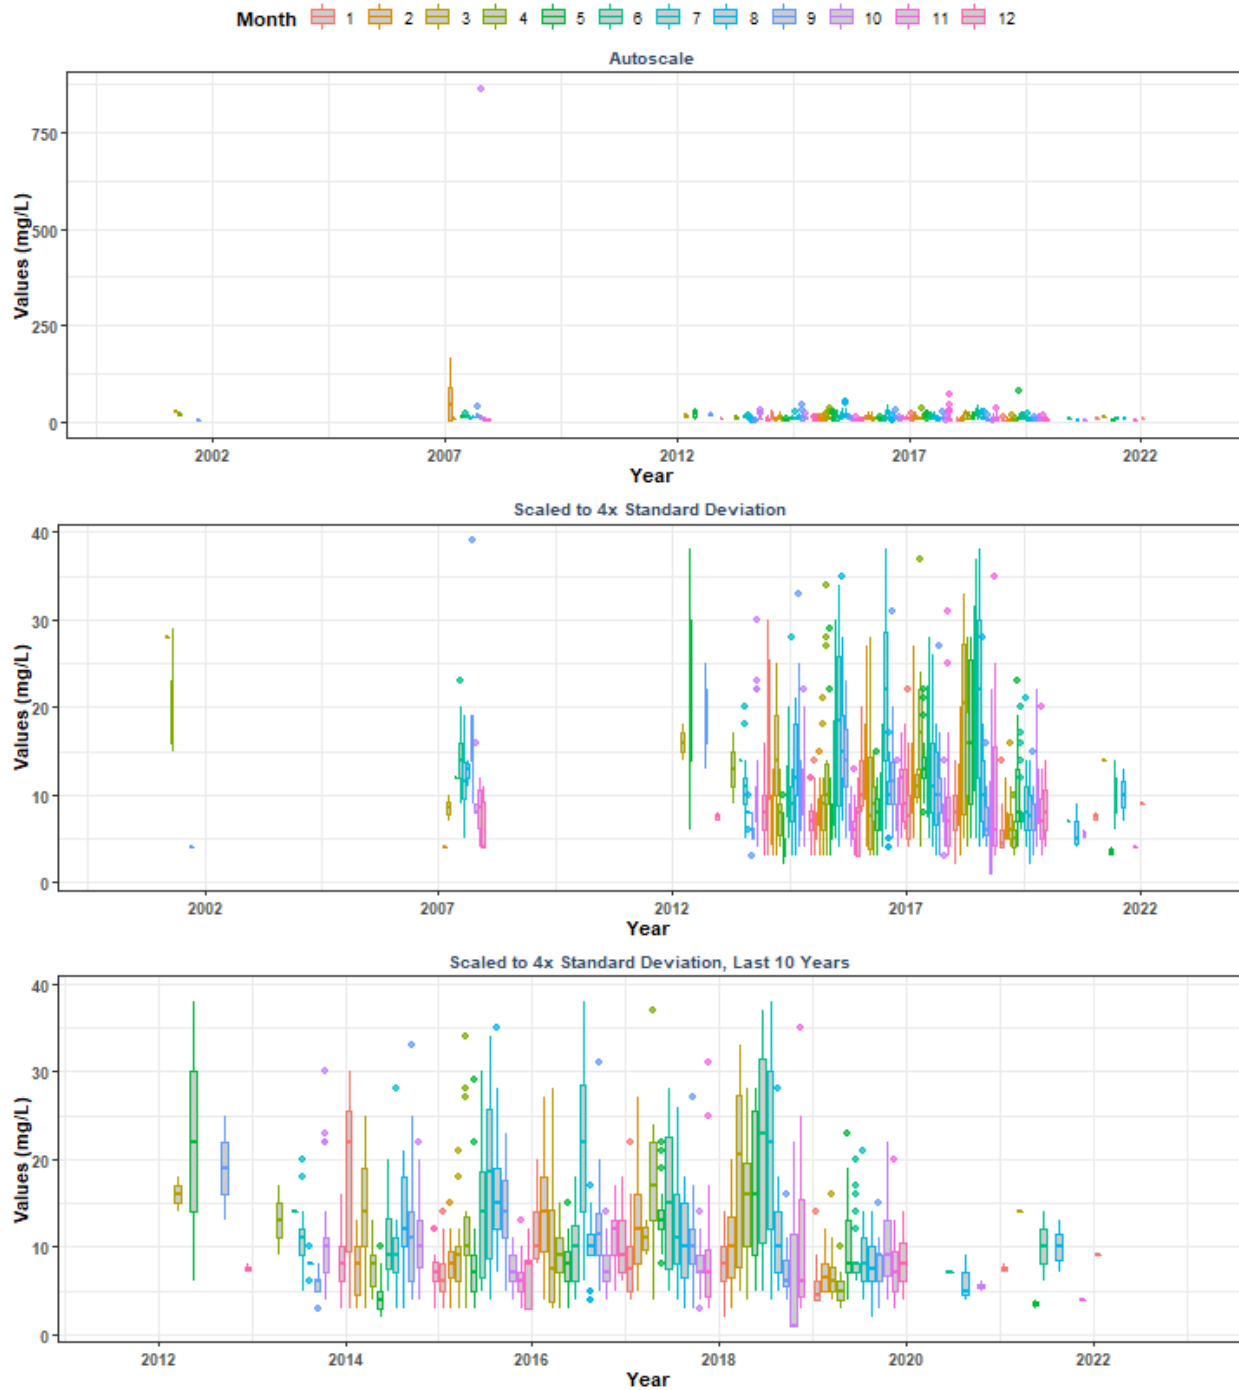 Month 1 2 3 4 5 6 7 8 9 10 11 12
Autoscale
Values (mg/L)
750
500
250
0
2002 2007 2012 2017 2022
Year
Scaled to 4x Standard Deviation
Values (mg/L)
40
30
20
10
0
2002 2007 2012 2017 2022
Year
Scaled to 4x Standard Deviation, Last 10 Years
Values (mg/L)
40
30
20
10
0
2012 2014 2016 2018 2020 2022
Year